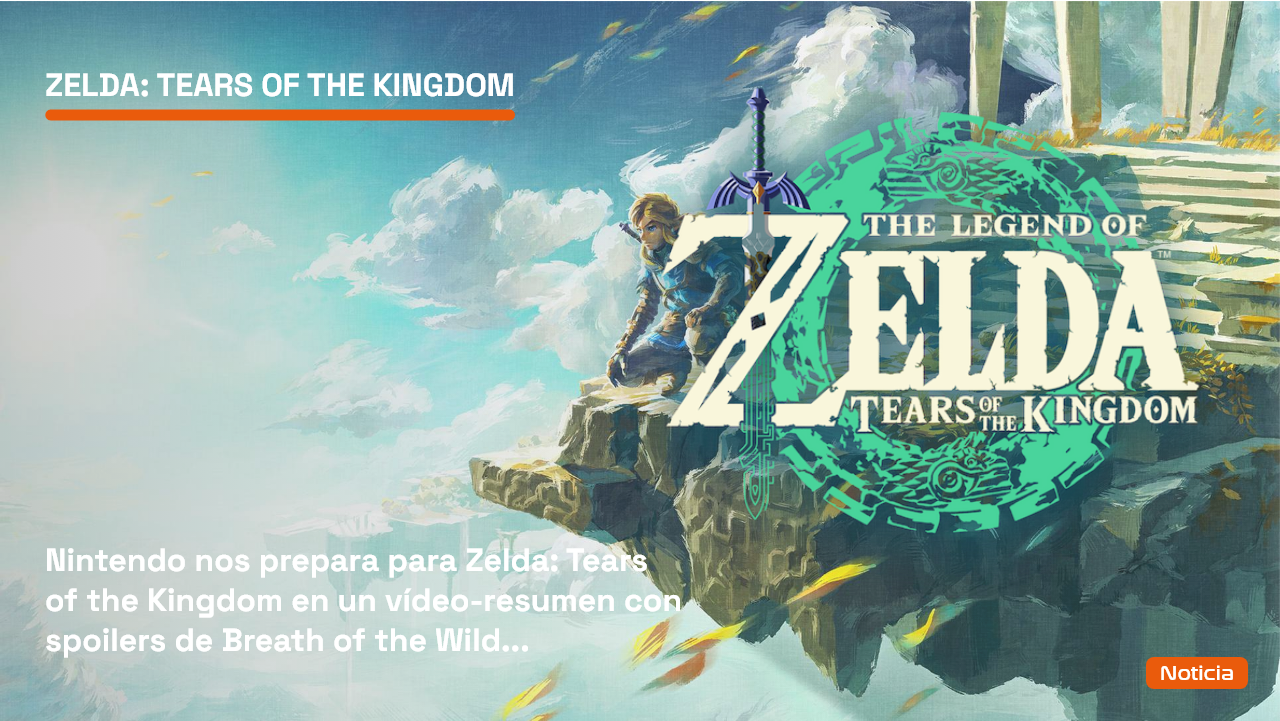 ZELDA: TEARS OF THE KINGDOM
THE LEGEND OF
ZELDA™
TEARS OF THE KINGDOM
Nintendo nos prepara para Zelda: Tears
of the Kingdom en un vídeo-resumen con
spoilers de Breath of the Wild...
Noticia